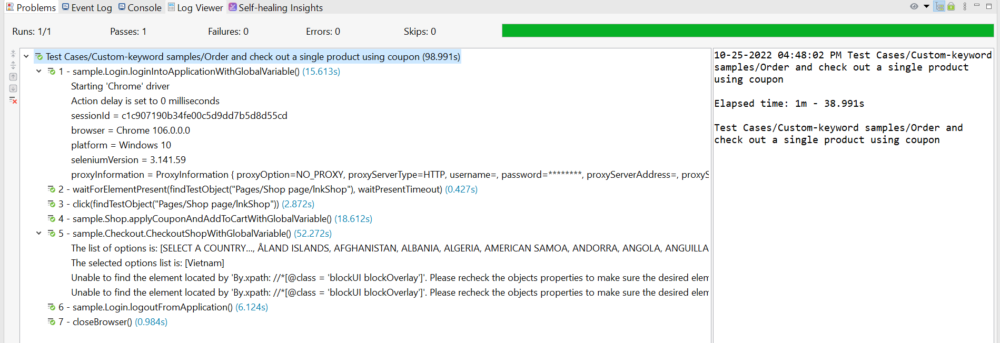 Problems Event Log Console Log Viewer Self-healing Insights
Runs: 1/1 Passes: 1 Failures: 0 Errors: 0 Skips: 0
Test Cases/Custom-keyword samples/Order and check out a single product using coupon (98.991s)
1 - sample.Login.loginIntoApplicationWithGlobalVariable() (15.613s)
Starting 'Chrome' driver
Action delay is set to 0 milliseconds
sessionId = c1c907190b34fe00c5d9dd7b5d8d55cd
browser = Chrome 106.0.0.0
platform = Windows 10
seleniumVersion = 3.141.59
proxyInformation = ProxyInformation { proxyOption=NO_PROXY, proxyServerType=HTTP, username=, password=********, proxyServerAddress=, proxyS
2 - waitForElementPresent(findTestObject("Pages/Shop page/lnkShop"), waitPresentTimeout) (0.427s)
3 - click(findTestObject("Pages/Shop page/lnkShop")) (2.872s)
4 - sample.Shop.applyCouponAndAddToCartWithGlobalVariable() (18.612s)
5 - sample.Checkout.CheckoutShopWithGlobalVariable() (52.272s)
The list of options is: [SELECT A COUNTRY..., ÅLAND ISLANDS, AFGHANISTAN, ALBANIA, ALGERIA, AMERICAN SAMOA, ANDORRA, ANGOLA, ANGUILLA
The selected options list is: [Vietnam]
Unable to find the element located by 'By.xpath: //*[@class = 'blockUI blockOverlay']'. Please recheck the objects properties to make sure the desired elem
Unable to find the element located by 'By.xpath: //*[@class = 'blockUI blockOverlay']'. Please recheck the objects properties to make sure the desired elem
6 - sample.Login.logoutFromApplication() (6.124s)
7 - closeBrowser() (0.984s)
10-25-2022 04:48:02 PM Test Cases/Custom-keyword
samples/Order and check out a single product
using coupon
Elapsed time: 1m - 38.991s
Test Cases/Custom-keyword samples/Order and
check out a single product using coupon